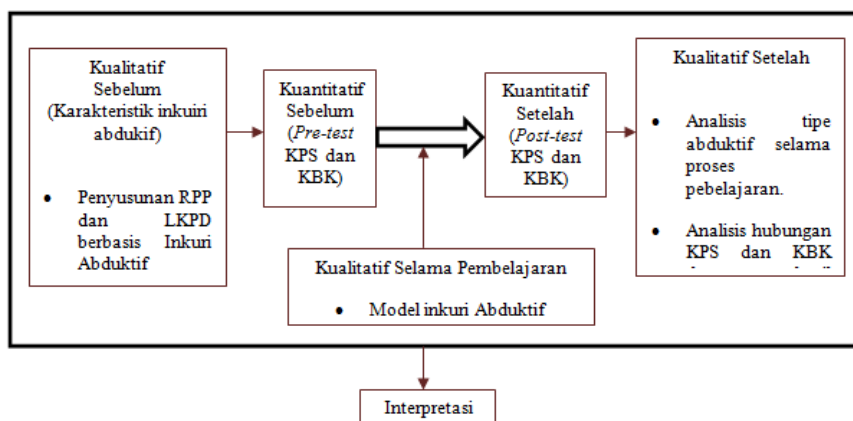 Kualitatif
Sebelum
(Karakteristik inkuiri
abdukif)
• Penyusunan RPP
dan LKPD
berbasis Inkuri
Abduktif
Kuantitatif
Sebelum
(Pre-test
KPS dan
KBK)
Kuantitatif
Setelah
(Post-test
KPS dan
KBK)
Kualitatif Setelah
• Analisis tipe
abduktif selama
proses
pebelajaran.
• Analisis hubungan
KPS dan KBK
Kualitatif Selama Pembelajaran
• Model inkuri Abduktif
Interpretasi